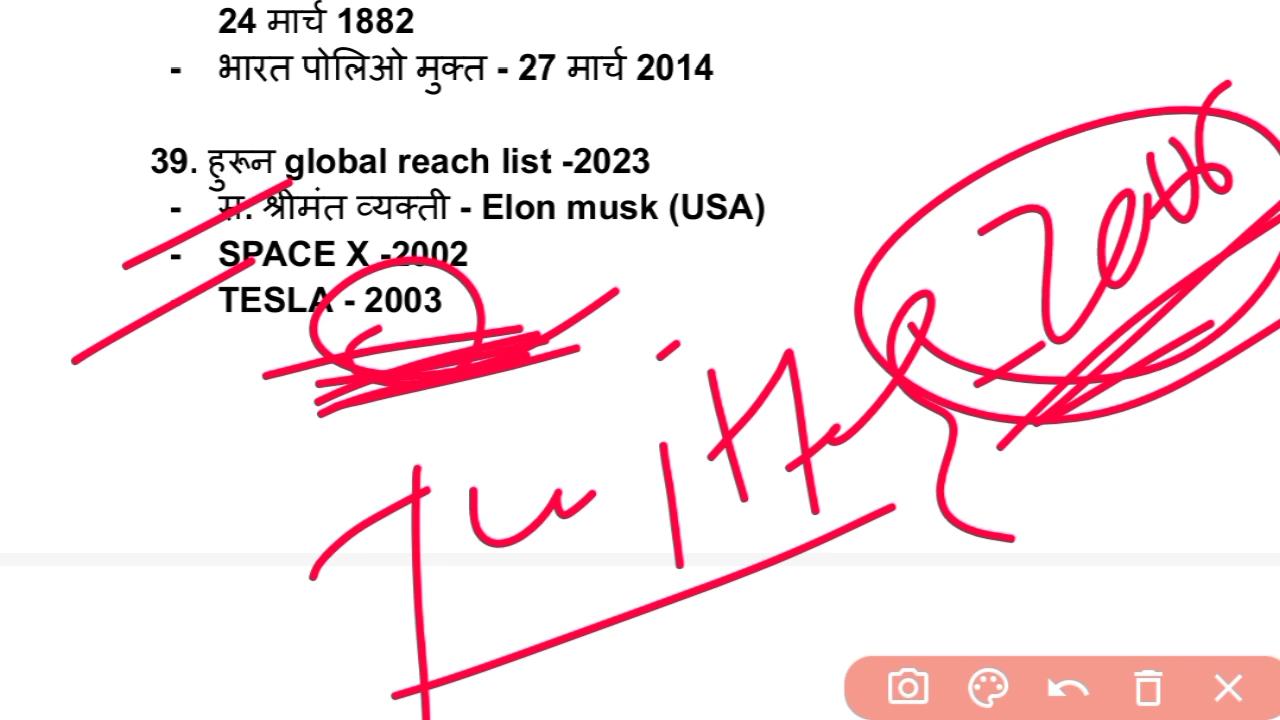 24 मार्च 1882
- भारत पोलिओ मुक्त - 27 मार्च 2014
39. हुरून global reach list -2023
- स. श्रीमंत व्यक्ती - Elon musk (USA)
- SPACE X -2002
- TESLA - 2003
Twitter